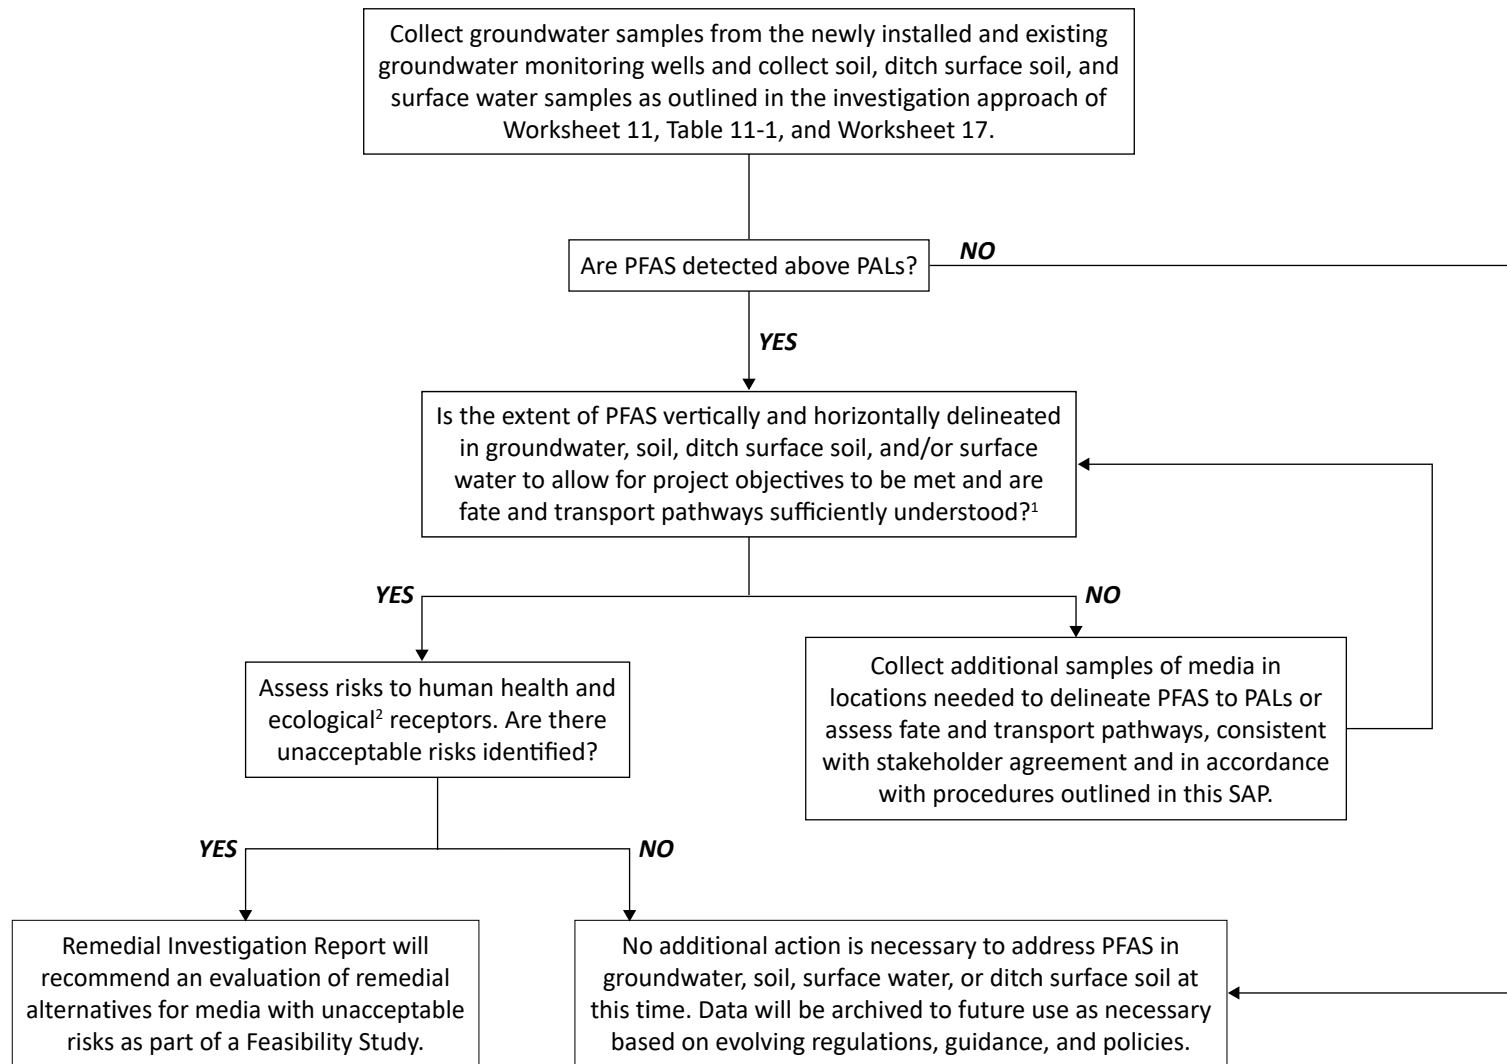 Collect groundwater samples from the newly installed and existing
groundwater monitoring wells and collect soil, ditch surface soil, and
surface water samples as outlined in the investigation approach of
Worksheet 11, Table 11-1, and Worksheet 17.
Are PFAS detected above PALs?
NO
YES
Is the extent of PFAS vertically and horizontally delineated
in groundwater, soil, ditch surface soil, and/or surface
water to allow for project objectives to be met and are
fate and transport pathways sufficiently understood?¹
YES
NO
Assess risks to human health and
ecological² receptors. Are there
unacceptable risks identified?
Collect additional samples of media in
locations needed to delineate PFAS to PALs or
assess fate and transport pathways, consistent
with stakeholder agreement and in accordance
with procedures outlined in this SAP.
YES
NO
Remedial Investigation Report will
recommend an evaluation of remedial
alternatives for media with unacceptable
risks as part of a Feasibility Study.
No additional action is necessary to address PFAS in
groundwater, soil, surface water, or ditch surface soil at
this time. Data will be archived to future use as necessary
based on evolving regulations, guidance, and policies.